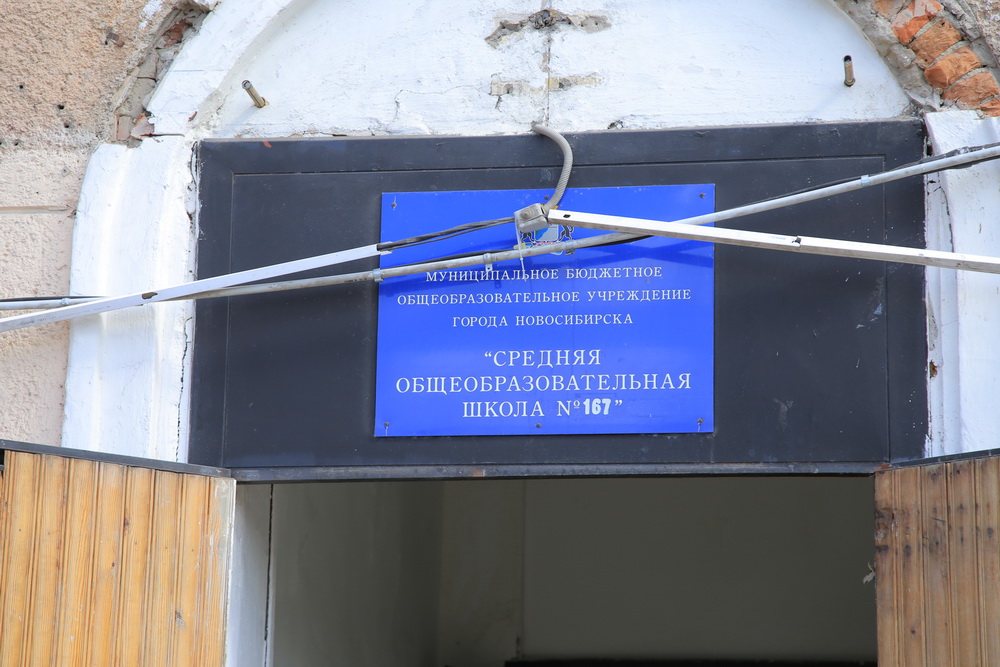 МУНИЦИПАЛЬНОЕ БЮДЖЕТНОЕ
ОБЩЕОБРАЗОВАТЕЛЬНОЕ УЧРЕЖДЕНИЕ
ГОРОДА НОВОСИБИРСКА
“СРЕДНЯЯ
ОБЩЕОБРАЗОВАТЕЛЬНАЯ
ШКОЛА №167”